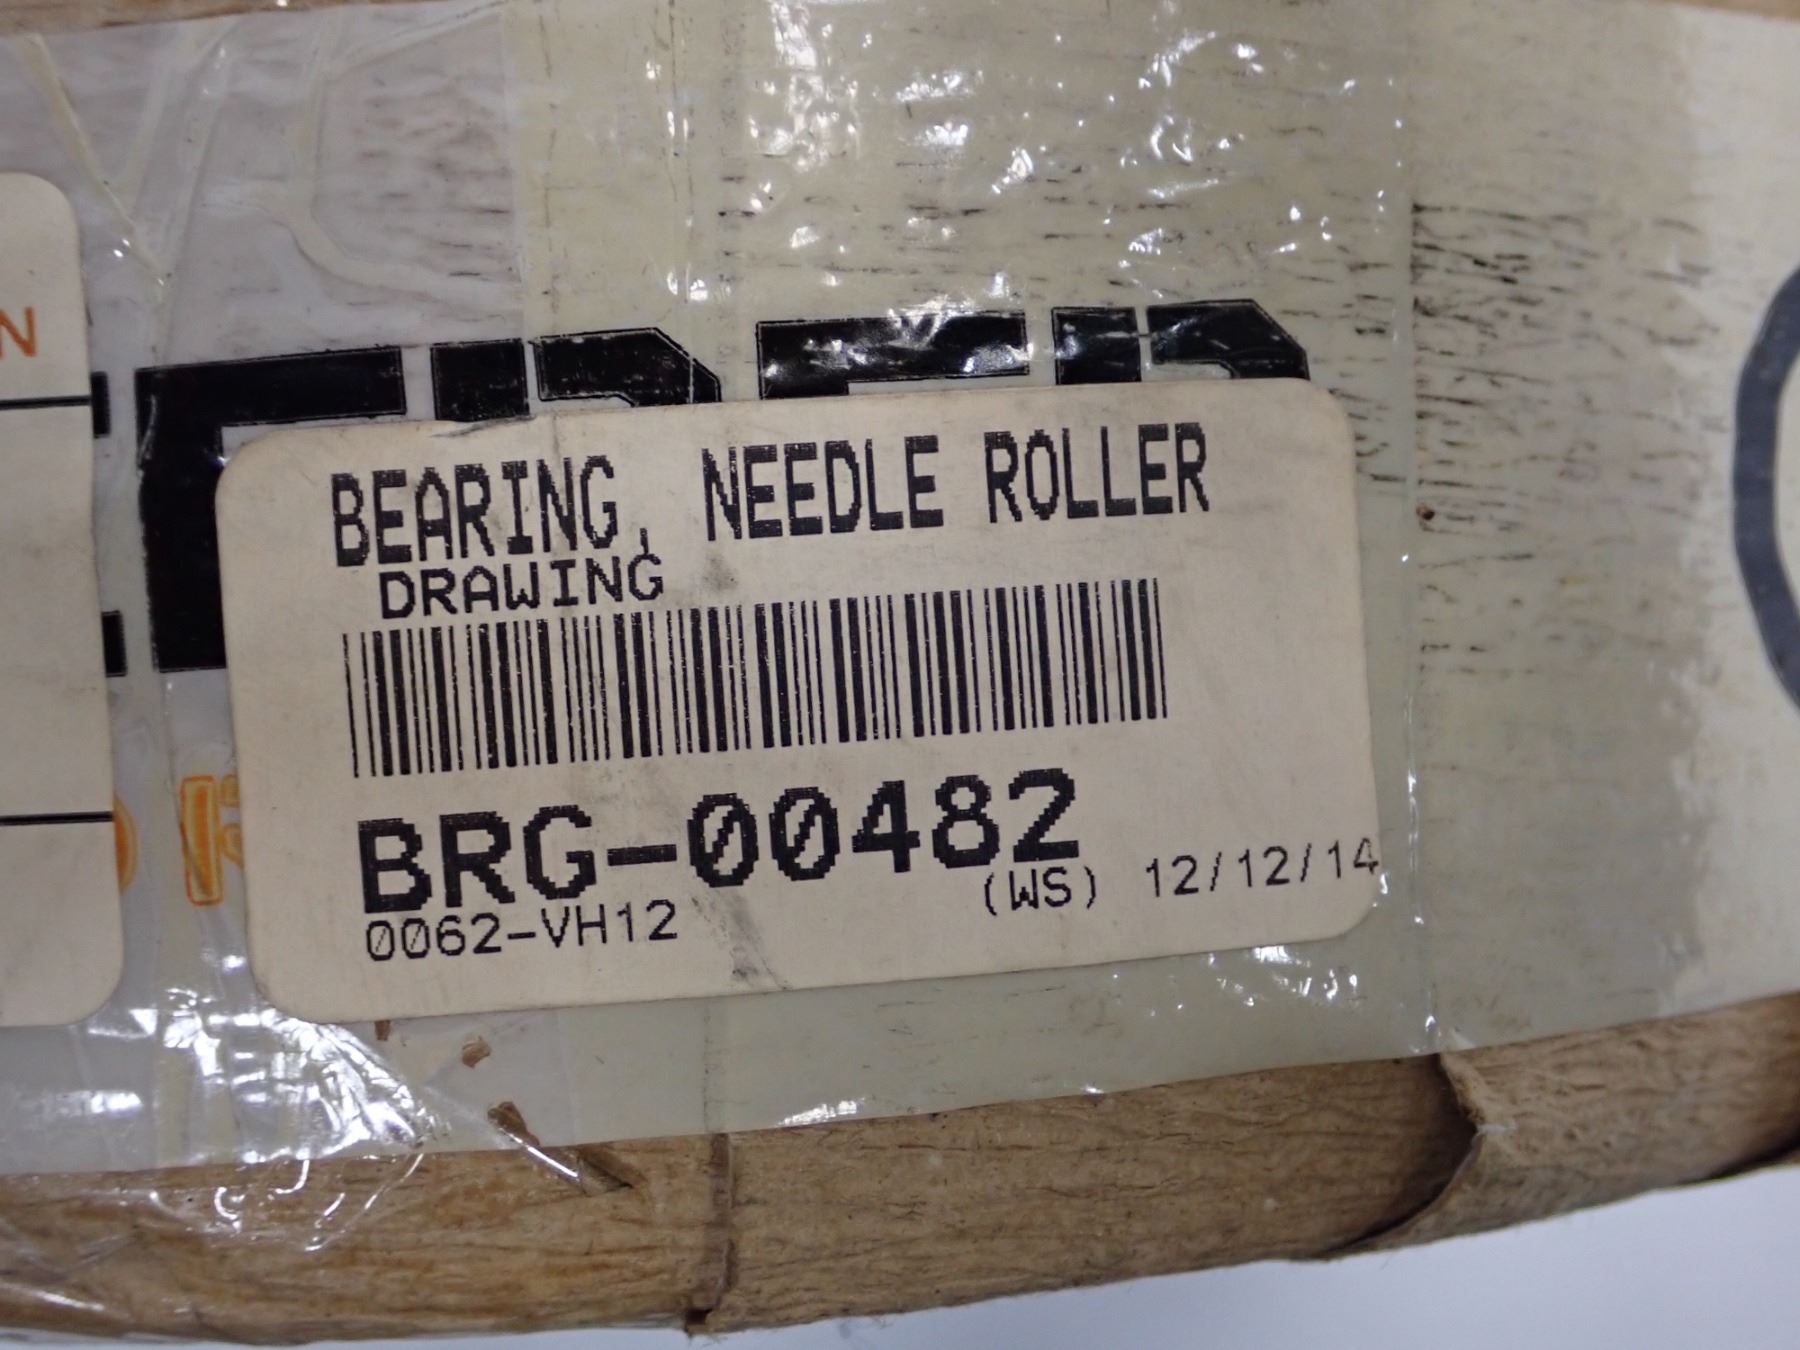 N
BEARING, NEEDLE ROLLER
DRAWING
BRG-00482
(WS) 12/12/14
0062-VH12